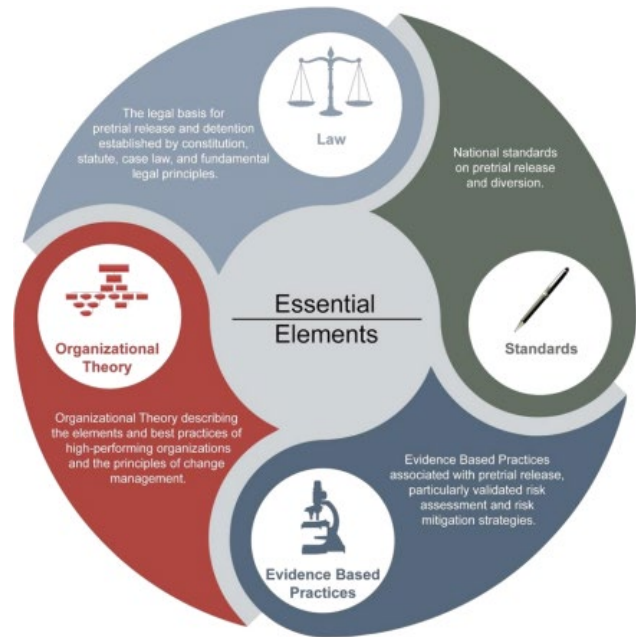 The legal basis for
pretrial release and detention
established by constitution,
statute, case law, and fundamental
legal principles.
Law
National standards
on pretrial release
and diversion.
Standards
Essential
Elements
Organizational
Theory
Organizational Theory describing
the elements and best practices of
high-performing organizations
and the principles of change
management.
Evidence Based Practices
associated with pretrial release,
particularly validated risk
assessment and risk
mitigation strategies.
Evidence Based
Practices